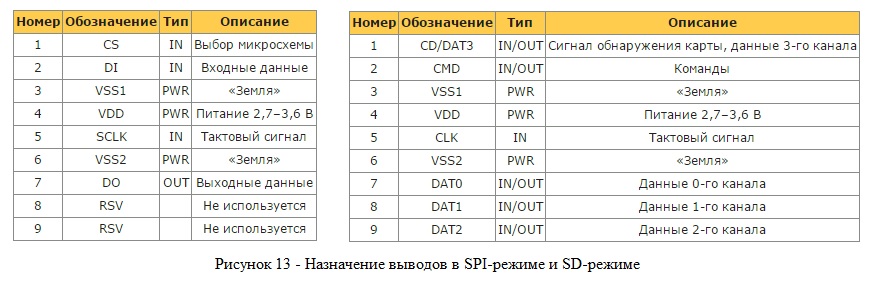 Номер Обозначение Тип Описание
1 CS IN Выбор микросхемы
2 DI IN Входные данные
3 VSS1 PWR «Земля»
4 VDD PWR Питание 2,7–3,6 В
5 SCLK IN Тактовый сигнал
6 VSS2 PWR «Земля»
7 DO OUT Выходные данные
8 RSV Не используется
9 RSV Не используется
Номер Обозначение Тип Описание
1 CD/DAT3 IN/OUT Сигнал обнаружения карты, данные 3-го канала
2 CMD IN/OUT Команды
3 VSS1 PWR «Земля»
4 VDD PWR Питание 2,7–3,6 В
5 CLK IN Тактовый сигнал
6 VSS2 PWR «Земля»
7 DAT0 IN/OUT Данные 0-го канала
8 DAT1 IN/OUT Данные 1-го канала
9 DAT2 IN/OUT Данные 2-го канала
Рисунок 13 - Назначение выводов в SPI-режиме и SD-режиме